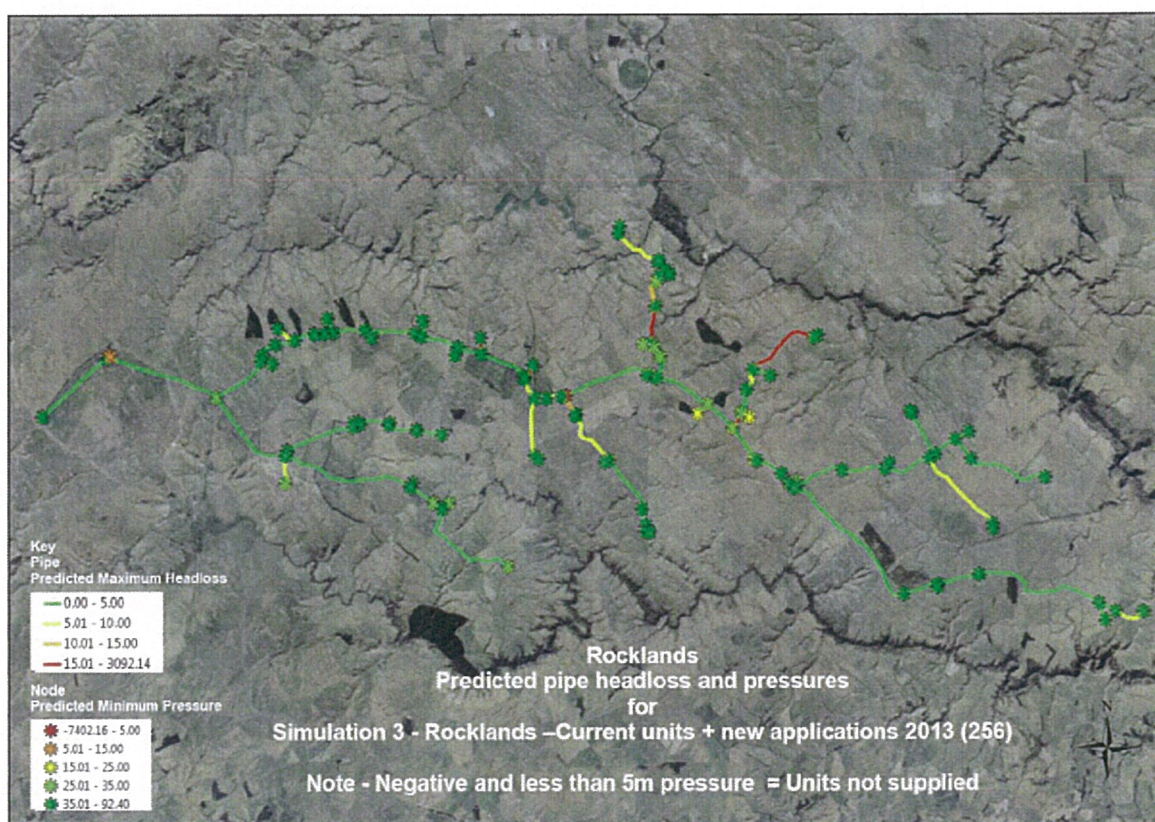 Key
Pipe
Predicted Maximum Headloss
0.00 - 5.00
5.01 - 10.00
10.01 - 15.00
15.01 - 3092.14
Node
Predicted Minimum Pressure
-7402.16 - 5.00
5.01 - 15.00
15.01 - 25.00
25.01 - 35.00
35.01 - 92.40
Rocklands
Predicted pipe headloss and pressures
for
Simulation 3 - Rocklands –Current units + new applications 2013 (256)
Note - Negative and less than 5m pressure = Units not supplied
N